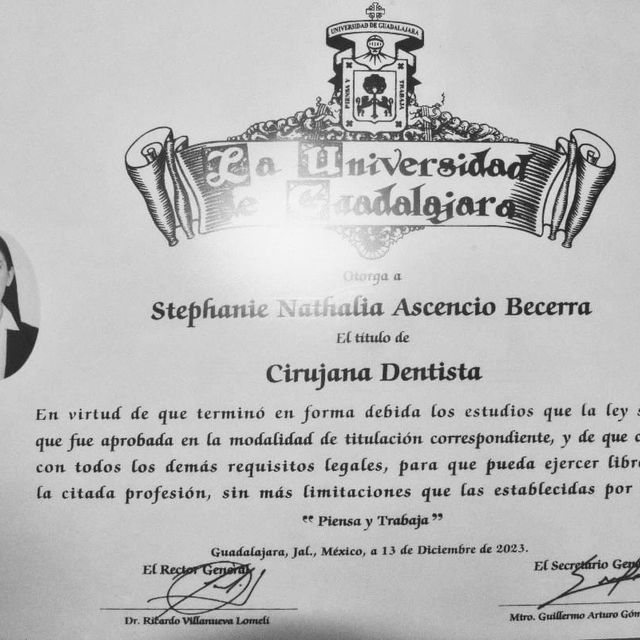 UNIVERSIDAD DE GUADALAJARA
PIENSA Y TRABAJA
La Universidad
de Guadalajara
Otorga a
Stephanie Nathalia Ascencio Becerra
El título de
Cirujana Dentista
En virtud de que terminó en forma debida los estudios que la ley
que fue aprobada en la modalidad de titulación correspondiente, y de que
con todos los demás requisitos legales, para que pueda ejercer
la citada profesión, sin más limitaciones que las establecidas por
“ Piensa y Trabaja ”
Guadalajara, Jal., México, a 13 de Diciembre de 2023.
El Rector General
El Secretario
Dr. Ricardo Villanueva Lomelí
Mtro. Guillermo Arturo